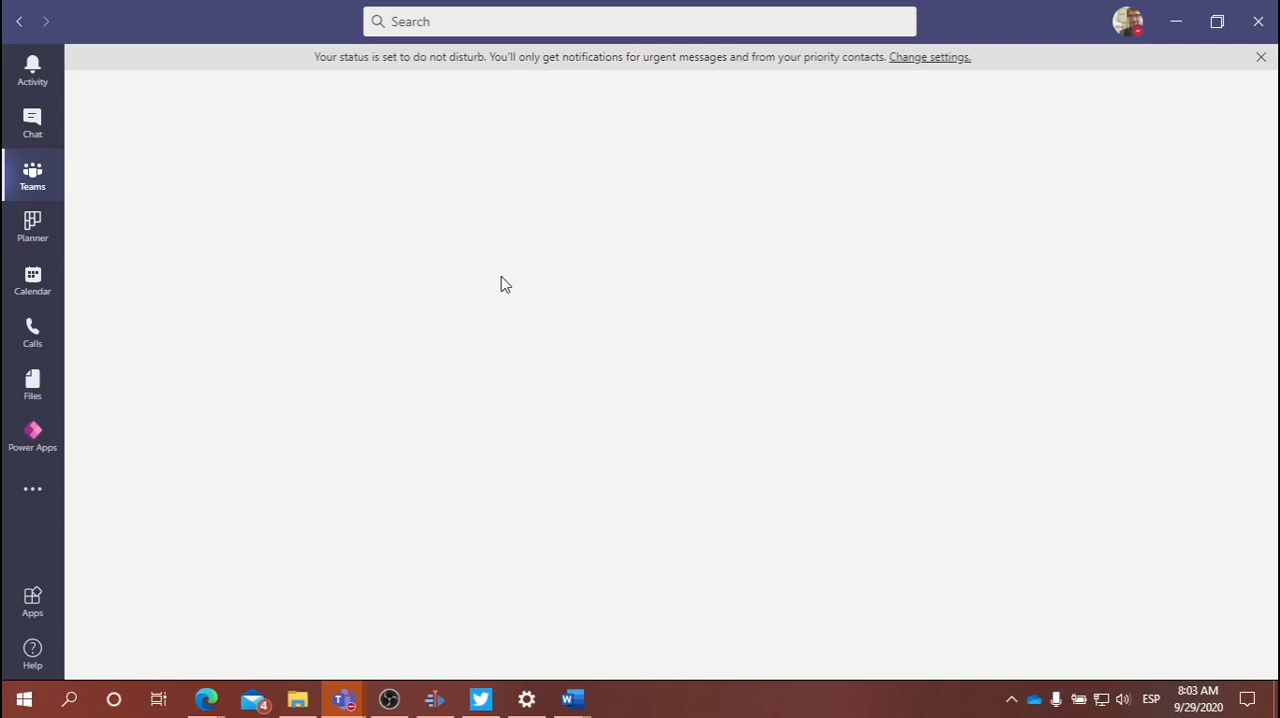 Search
Your status is set to do not disturb. You'll only get notifications for urgent messages and from your priority contacts. Change settings.
Activity
Chat
Teams
Planner
Calendar
Calls
Files
Power Apps
Apps
Help
4
ESP
8:03 AM
9/29/2020